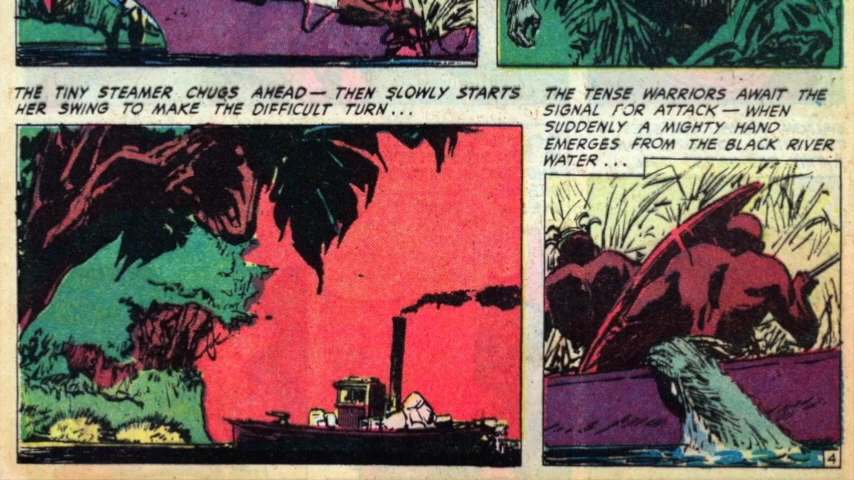 THE TINY STEAMER CHUGS AHEAD — THEN SLOWLY STARTS
HER SWING TO MAKE THE DIFFICULT TURN...
THE TENSE WARRIORS AWAIT THE
SIGNAL FOR ATTACK — WHEN
SUDDENLY A MIGHTY HAND
EMERGES FROM THE BLACK RIVER
WATER...
4